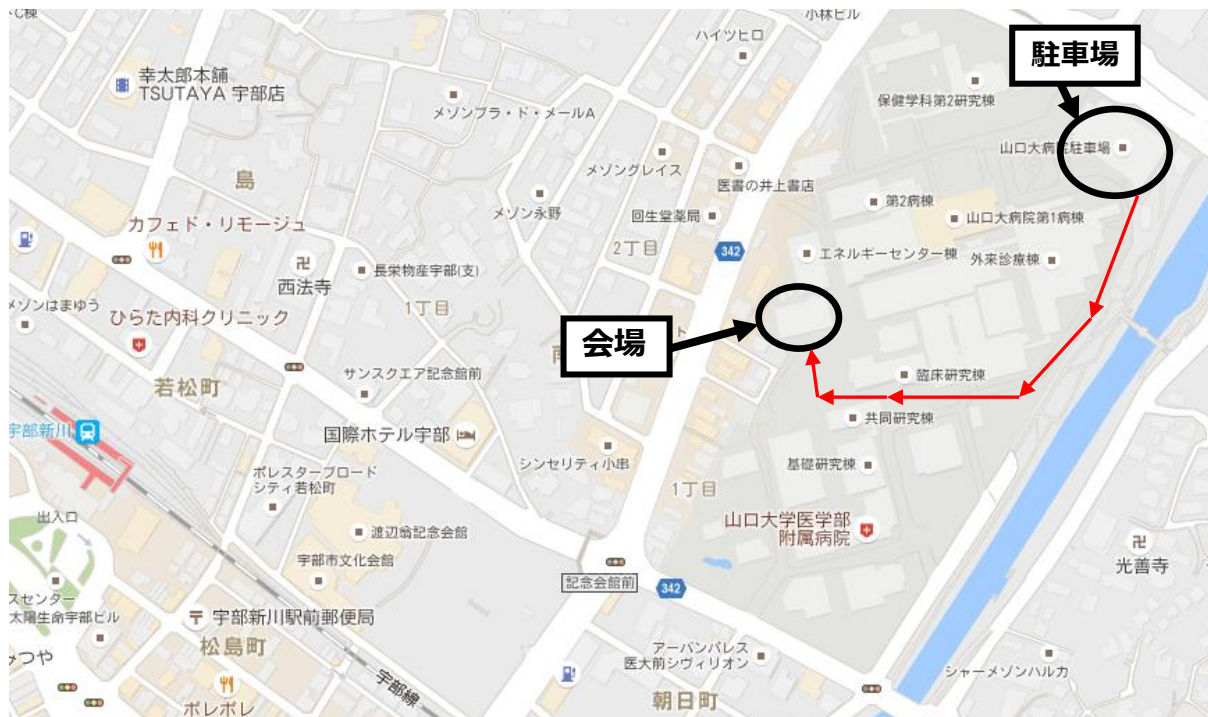 小林ビル
ハイツヒロ
駐車場
幸太郎本舗
TSUTAYA 宇部店
メゾンプラ・ド・メールA
保健学科第2研究棟
山口大病院駐車場
メゾングレイス
医書の井上書店
島
メゾン永野
回生堂薬局
第2病棟
山口大病院第1病棟
カフェド・リモージュ
2丁目
342
エネルギーセンター棟
外来診療棟
卍
西法寺
長栄物産宇部(支)
1丁目
メゾンはまゆう
ひらた内科クリニック
会場
ト
サンスクエア記念館前
臨床研究棟
若松町
共同研究棟
宇部新川
国際ホテル宇部
シンセリティ小串
基礎研究棟
ポレスターブロード
シティ若松町
1丁目
山口大学医学部
附属病院
出入口
渡辺翁記念会館
宇部市文化会館
卍
光善寺
記念会館前
342
スセンター
太陽生命宇部ビル
〒 宇部新川駅前郵便局
松島町
みつや
アーバンパレス
医大前シヴィリオン
シャーメゾンハルカ
宇部線
朝日町
ポレポレ